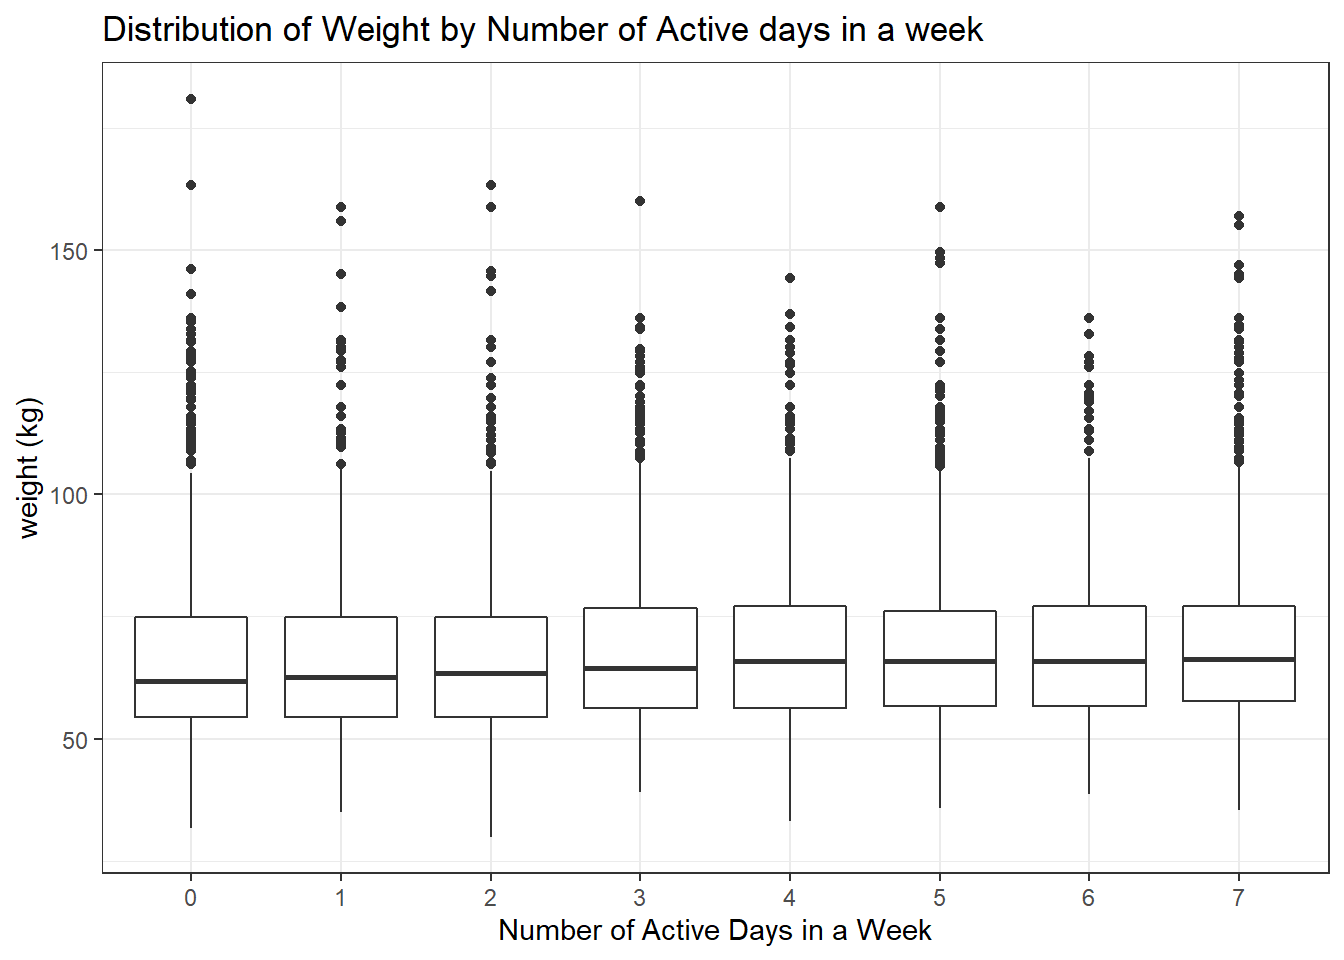 Distribution of Weight by Number of Active days in a week
150
100
50
weight (kg)
0 1 2 3 4 5 6 7
Number of Active Days in a Week